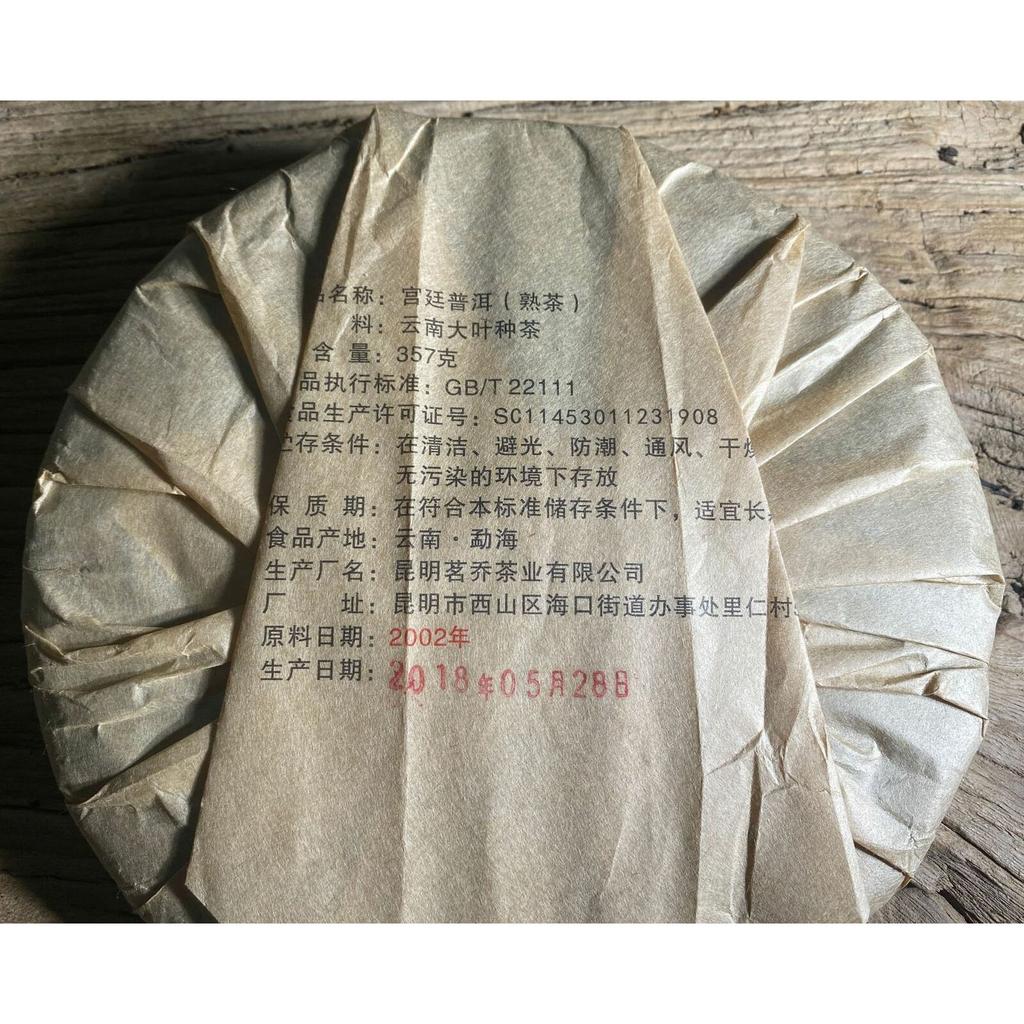 品名称：宫廷普洱（熟茶）
料：云南大叶种茶
含 量：357克
品执行标准：GB/T 22111
品生产许可证号：SC11453011231908
存条件：在清洁、避光、防潮、通风、干燥
无污染的环境下存放
保 质 期：在符合本标准储存条件下，适宜长
食品产地：云南·勐海
生产厂名：昆明茗乔茶业有限公司
厂 址：昆明市西山区海口街道办事处里仁村
原料日期：2002年
生产日期：2018年05月28日